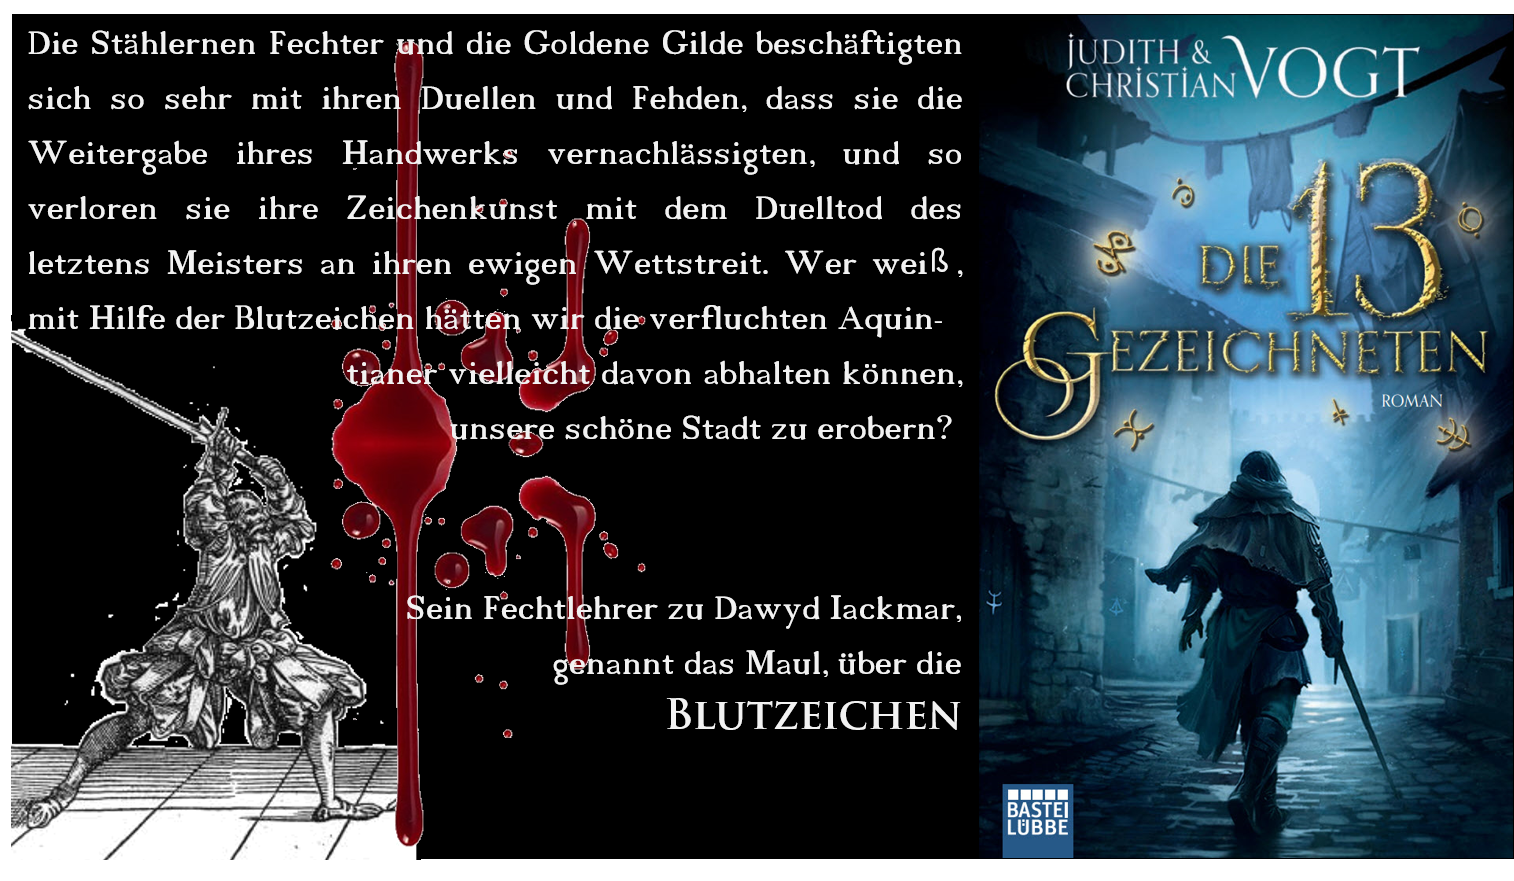 Die Stählernen Fechter und die Goldene Gilde beschäftigten
sich so sehr mit ihren Duellen und Fehden, dass sie die
Weitergabe ihres Handwerks vernachlässigten, und so
verloren sie ihre Zeichenkunst mit dem Duelltod des
letztens Meisters an ihren ewigen Wettstreit. Wer weiß,
mit Hilfe der Blutzeichen hätten wir die verfluchten Aquin-
tianer vielleicht davon abhalten können,
unsere schöne Stadt zu erobern?
Sein Fechtlehrer zu Dawyd Iackmar,
genannt das Maul, über die
BLUTZEICHEN
JUDITH &
CHRISTIAN VOGT
DIE 13
GEZEICHNETEN
ROMAN
BASTEI
LÜBBE